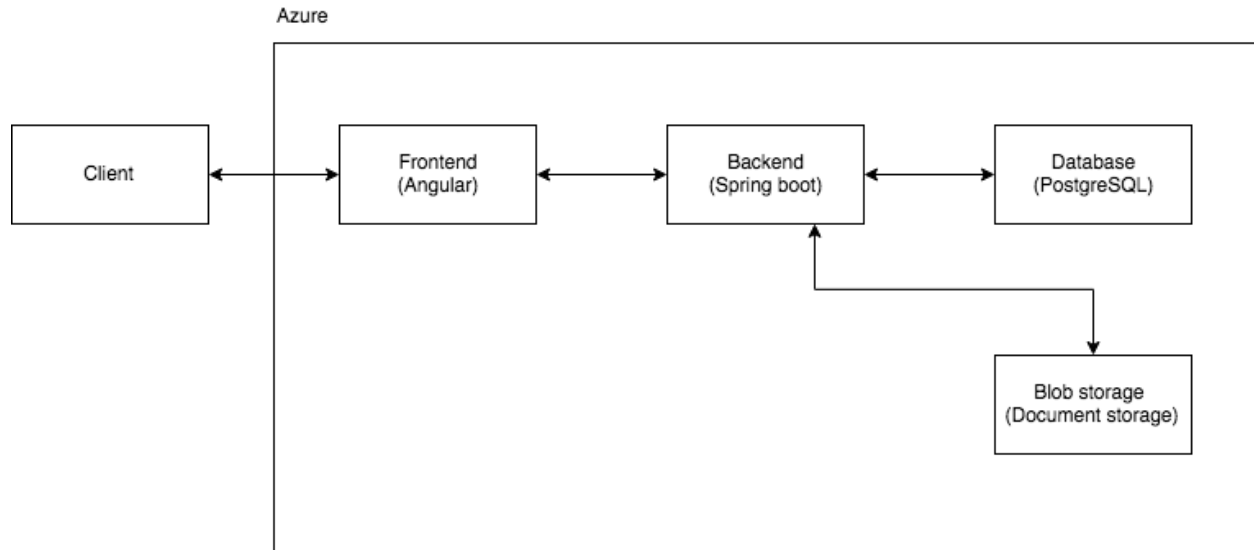 Azure
Client
Frontend
(Angular)
Backend
(Spring boot)
Database
(PostgreSQL)
Blob storage
(Document storage)